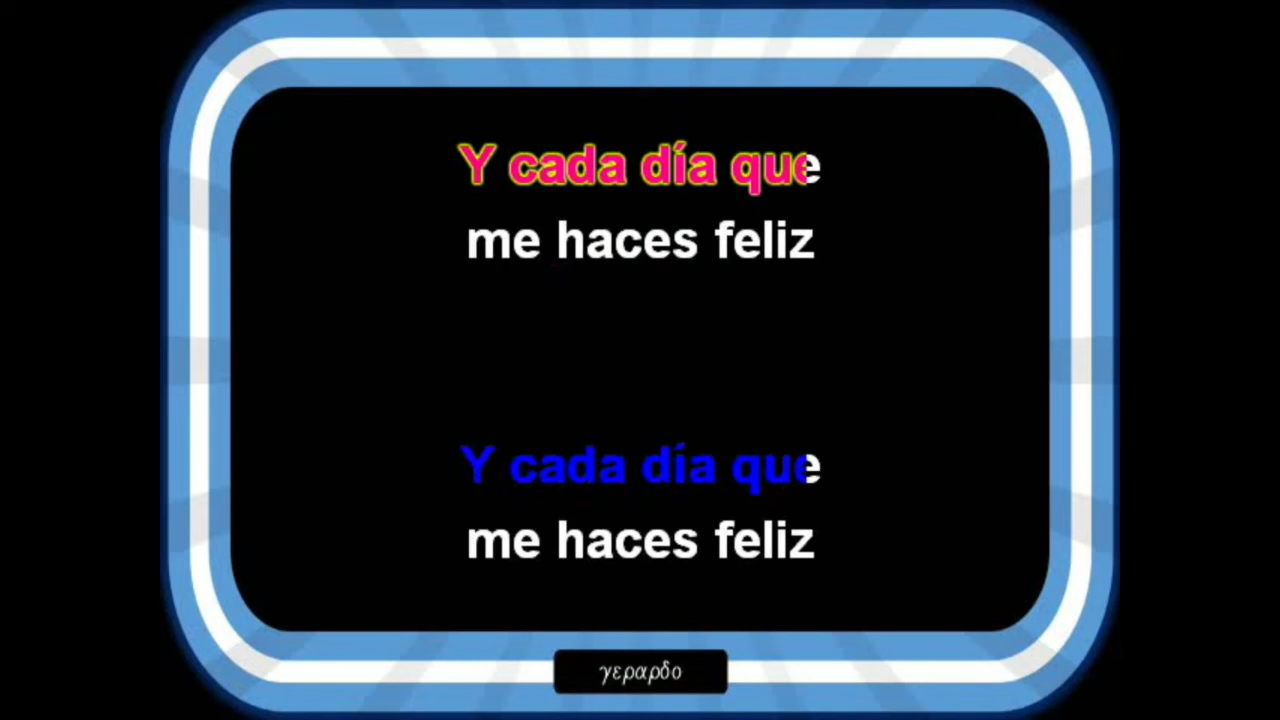 Y cada día que
me haces feliz
Y cada día que
me haces feliz
γεραρδο